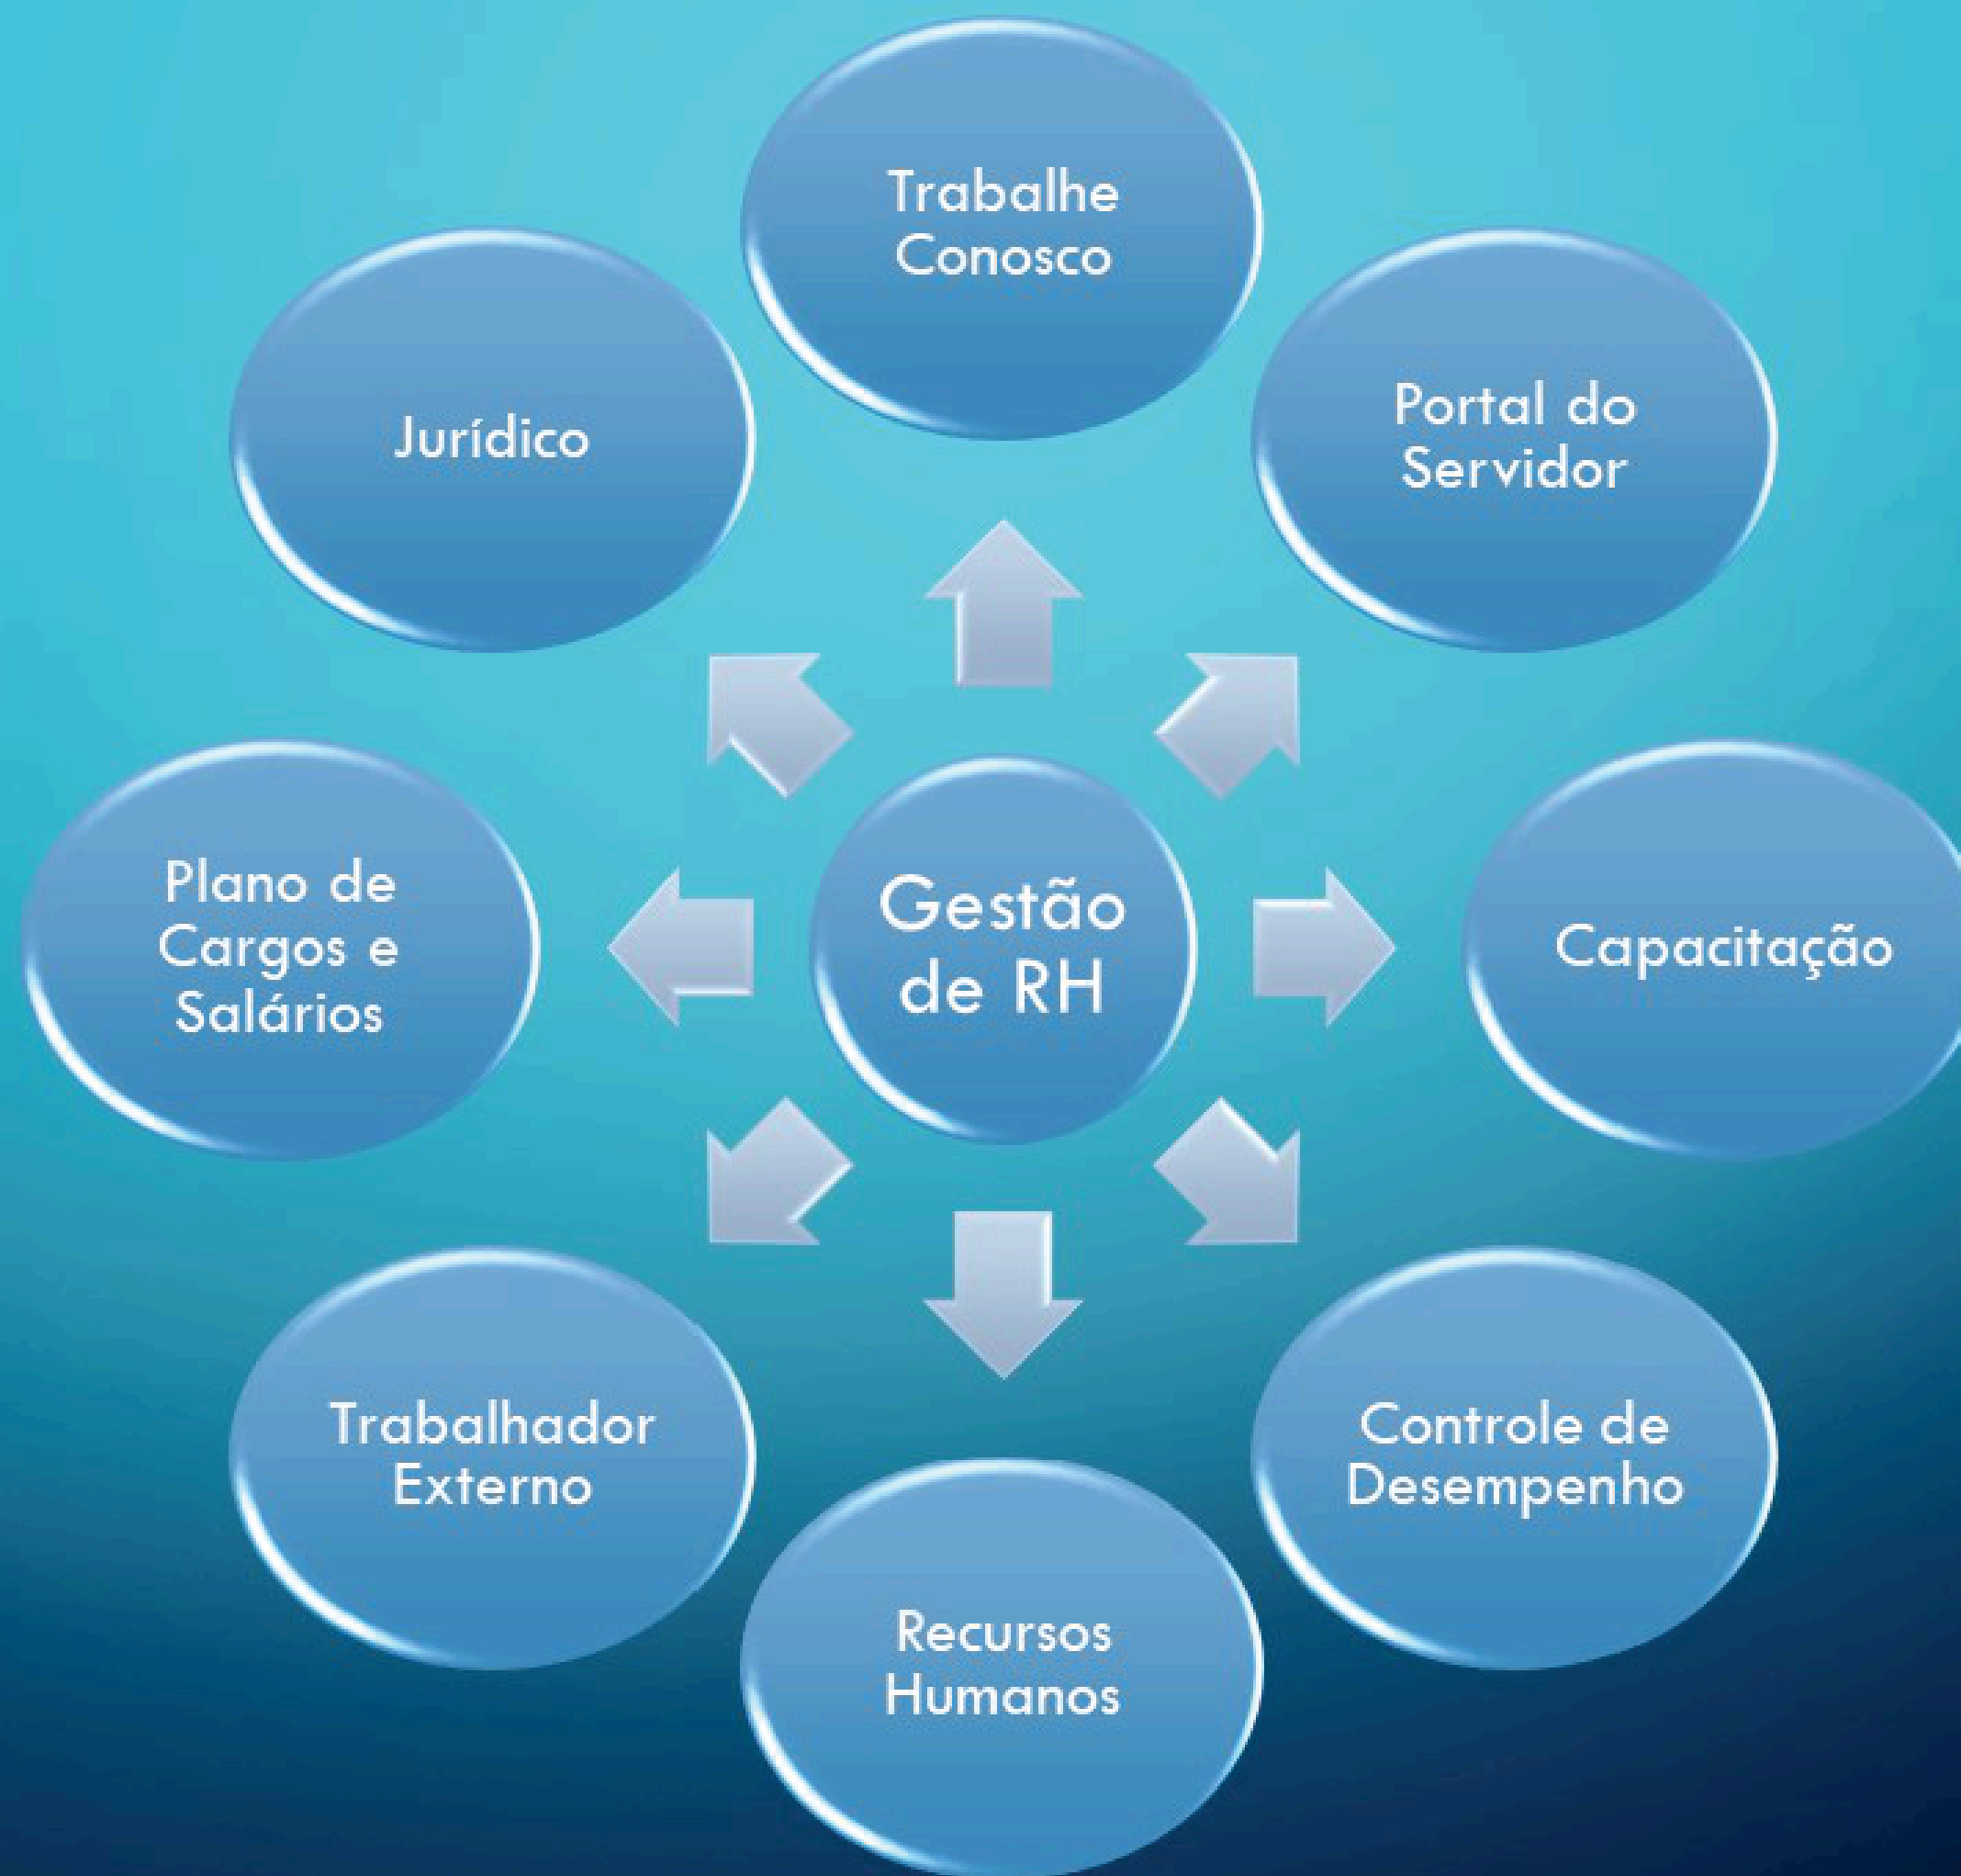 Trabalhe
Conosco
Jurídico
Portal do
Servidor
Plano de
Cargos e
Salários
Gestão
de RH
Capacitação
Trabalhador
Externo
Controle de
Desempenho
Recursos
Humanos